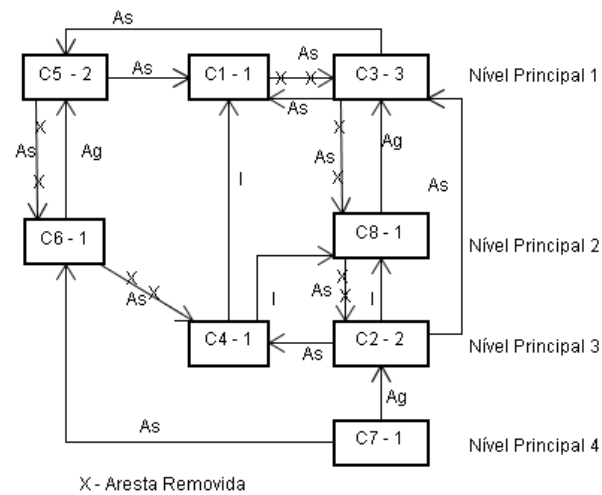 As
C5 - 2
As
C1 - 1
As
X X
C3 - 3
Nível Principal 1
As
X
As
X
Ag
I
X
As
X
Ag
As
C6 - 1
C8 - 1
Nível Principal 2
X
As X
I
As
X
X
I
C4 - 1
As
C2 - 2
Nível Principal 3
Ag
As
C7 - 1
Nível Principal 4
X - Aresta Removida